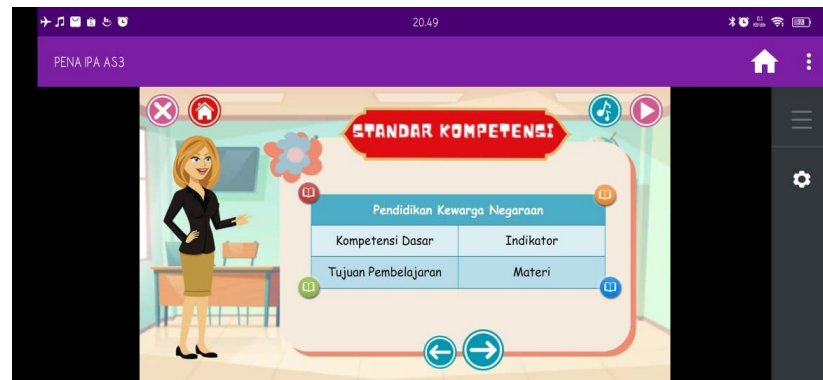 20.49
PENA IPA AS3
STANDAR KOMPETENSI
Pendidikan Kewarga Negaraan
Kompetensi Dasar
Indikator
Tujuan Pembelajaran
Materi